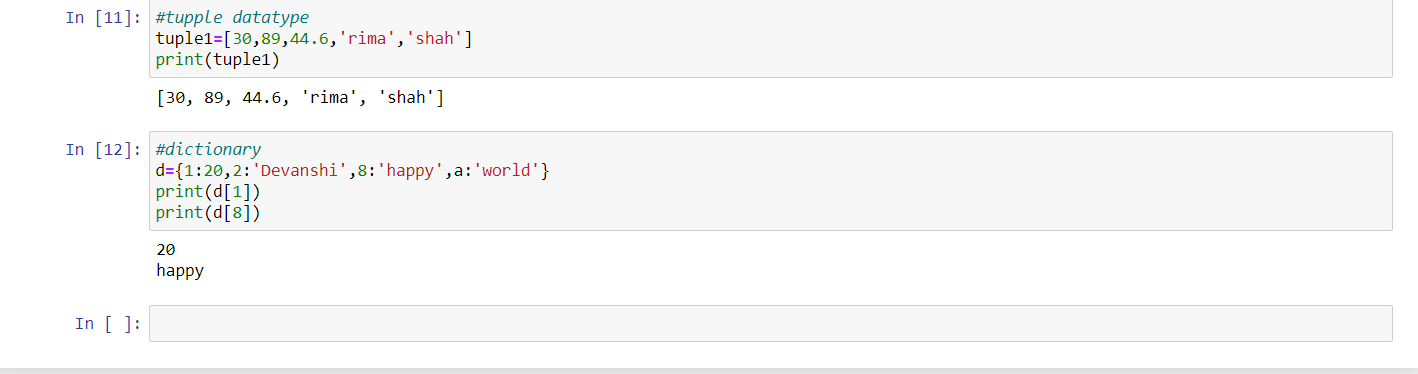 In [11]: #tupple datatype
tuple1=[30,89,44.6,'rima','shah']
print(tuple1)
[30, 89, 44.6, 'rima', 'shah']
In [12]: #dictionary
d={1:20,2:'Devanshi',8:'happy',a:'world'}
print(d[1])
print(d[8])
20
happy
In [ ]: